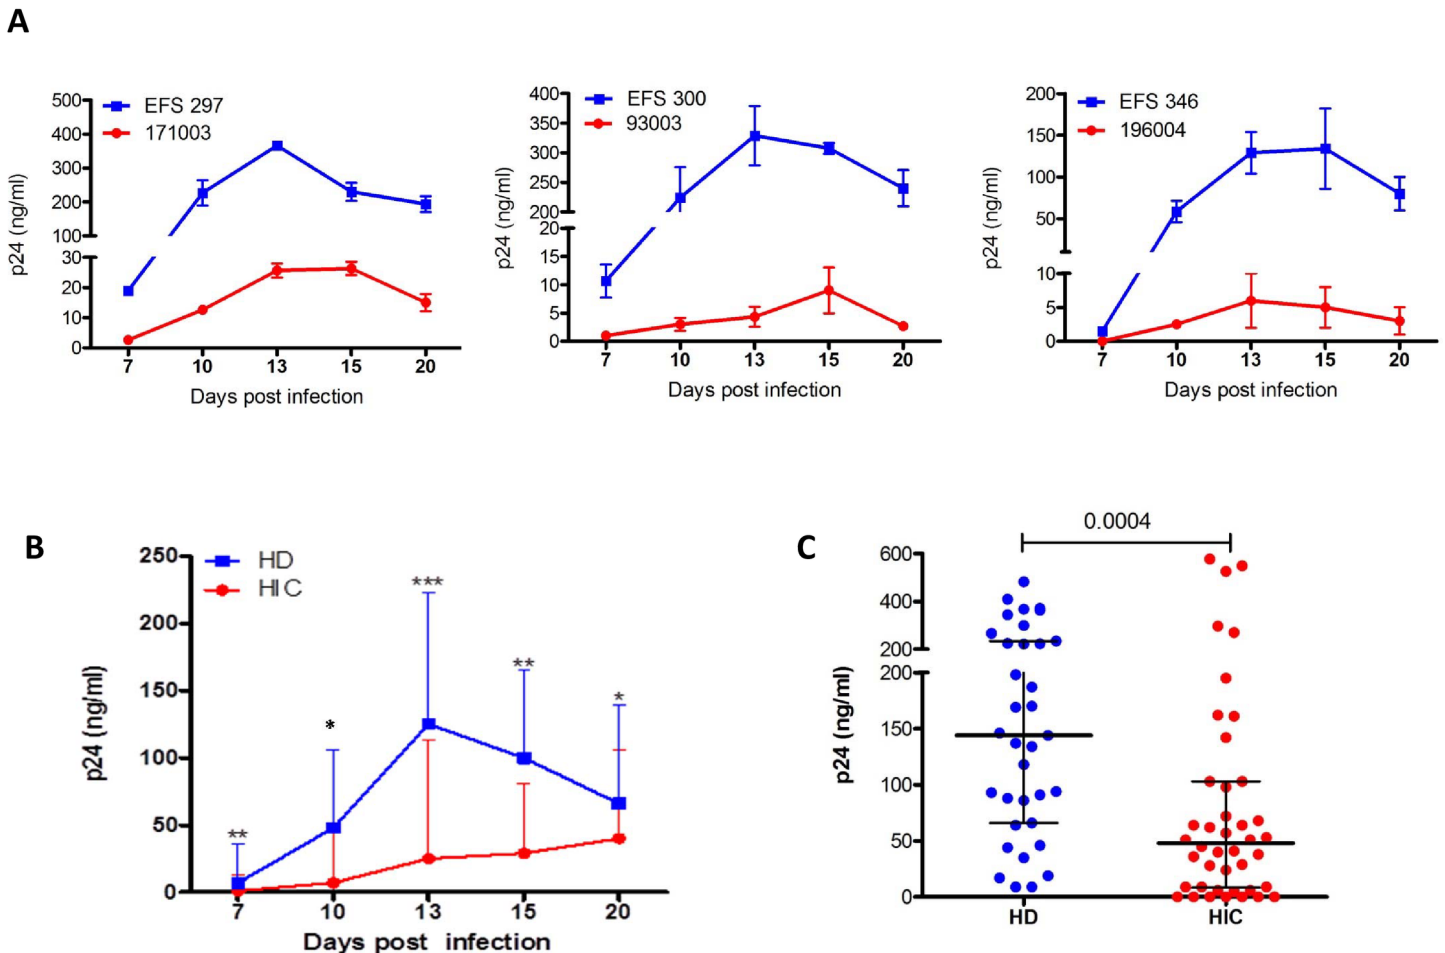 A
EFS 297
171003
500
400
300
200
100
30
20
10
0
p24 (ng/ml)
7 10 13 15 20
Days post infection
EFS 300
93003
400
350
300
250
200
20
15
10
5
0
p24 (ng/ml)
7 10 13 15 20
Days post infection
EFS 346
196004
200
150
100
50
10
5
0
p24 (ng/ml)
7 10 13 15 20
Days post infection
B
HD
HIC
250
200
150
100
50
0
p24 (ng/ml)
**
*
***
**
*
7 10 13 15 20
Days post infection
C
0.0004
600
400
200
200
150
100
50
0
p24 (ng/ml)
HD HIC